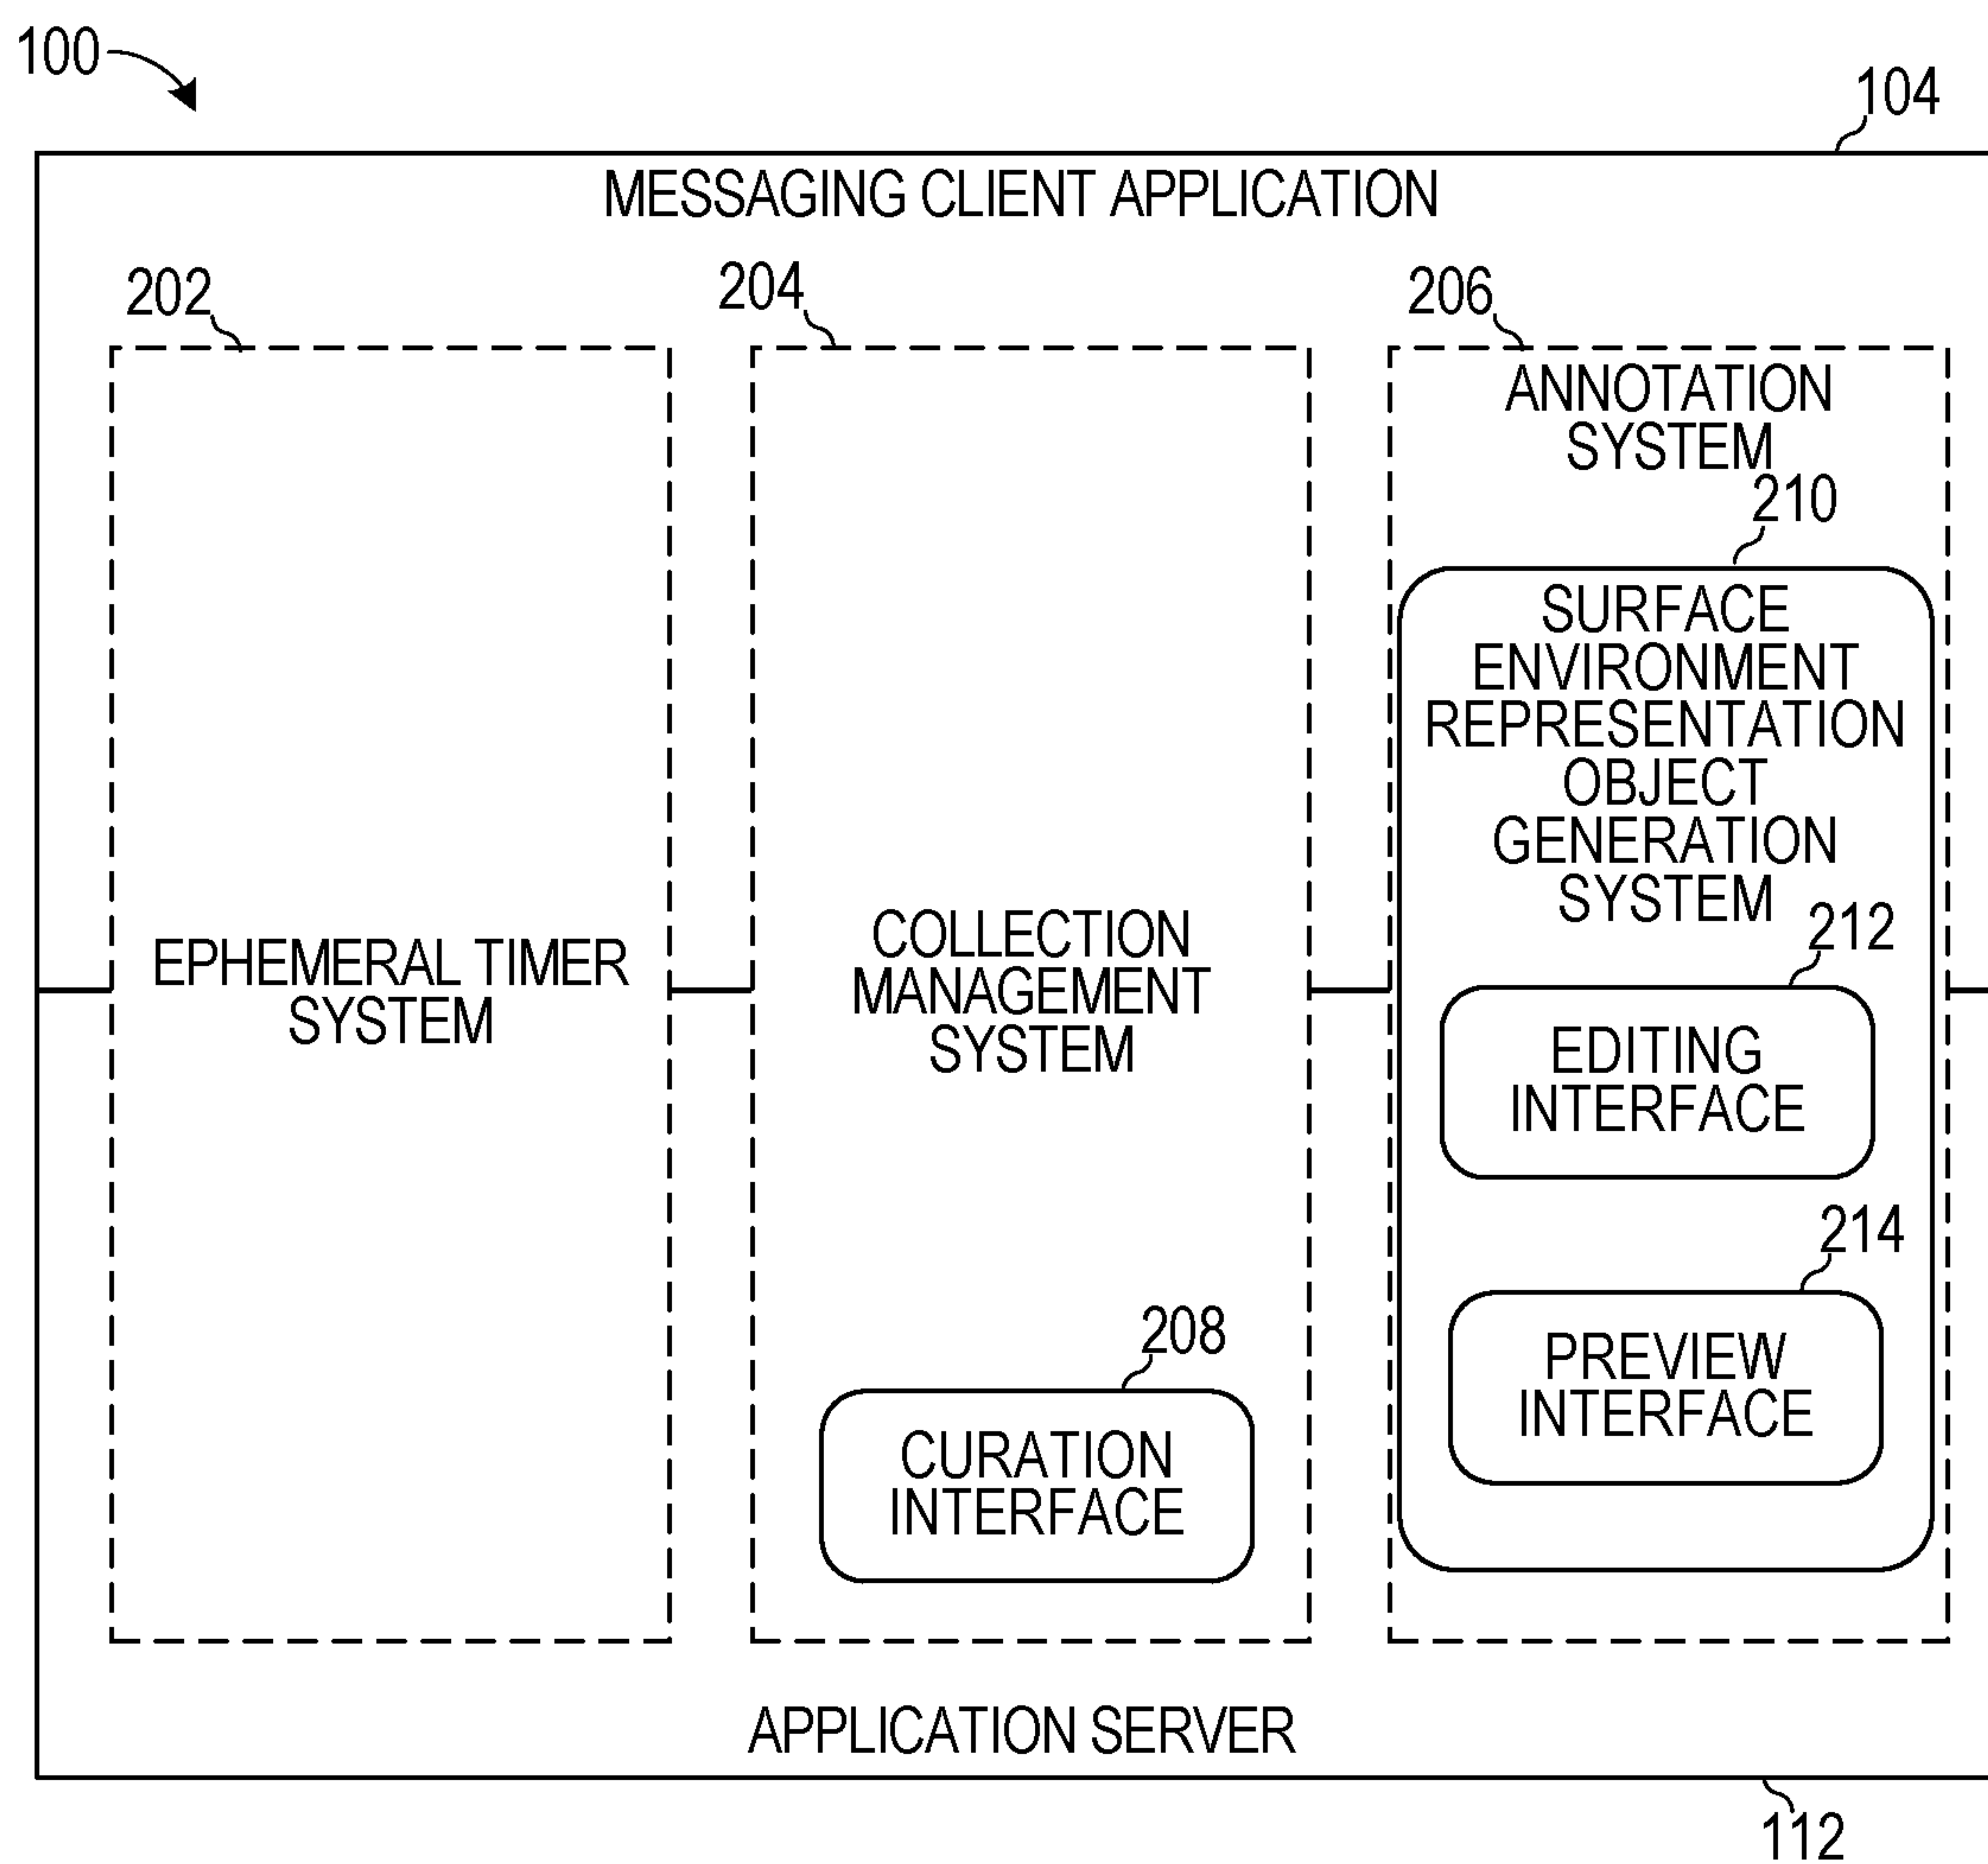 100
104
MESSAGING CLIENT APPLICATION
202
204
206
ANNOTATION
SYSTEM
210
SURFACE
ENVIRONMENT
REPRESENTATION
OBJECT
GENERATION
SYSTEM
212
EPHEMERAL TIMER
SYSTEM
COLLECTION
MANAGEMENT
SYSTEM
EDITING
INTERFACE
214
PREVIEW
INTERFACE
208
CURATION
INTERFACE
APPLICATION SERVER
112